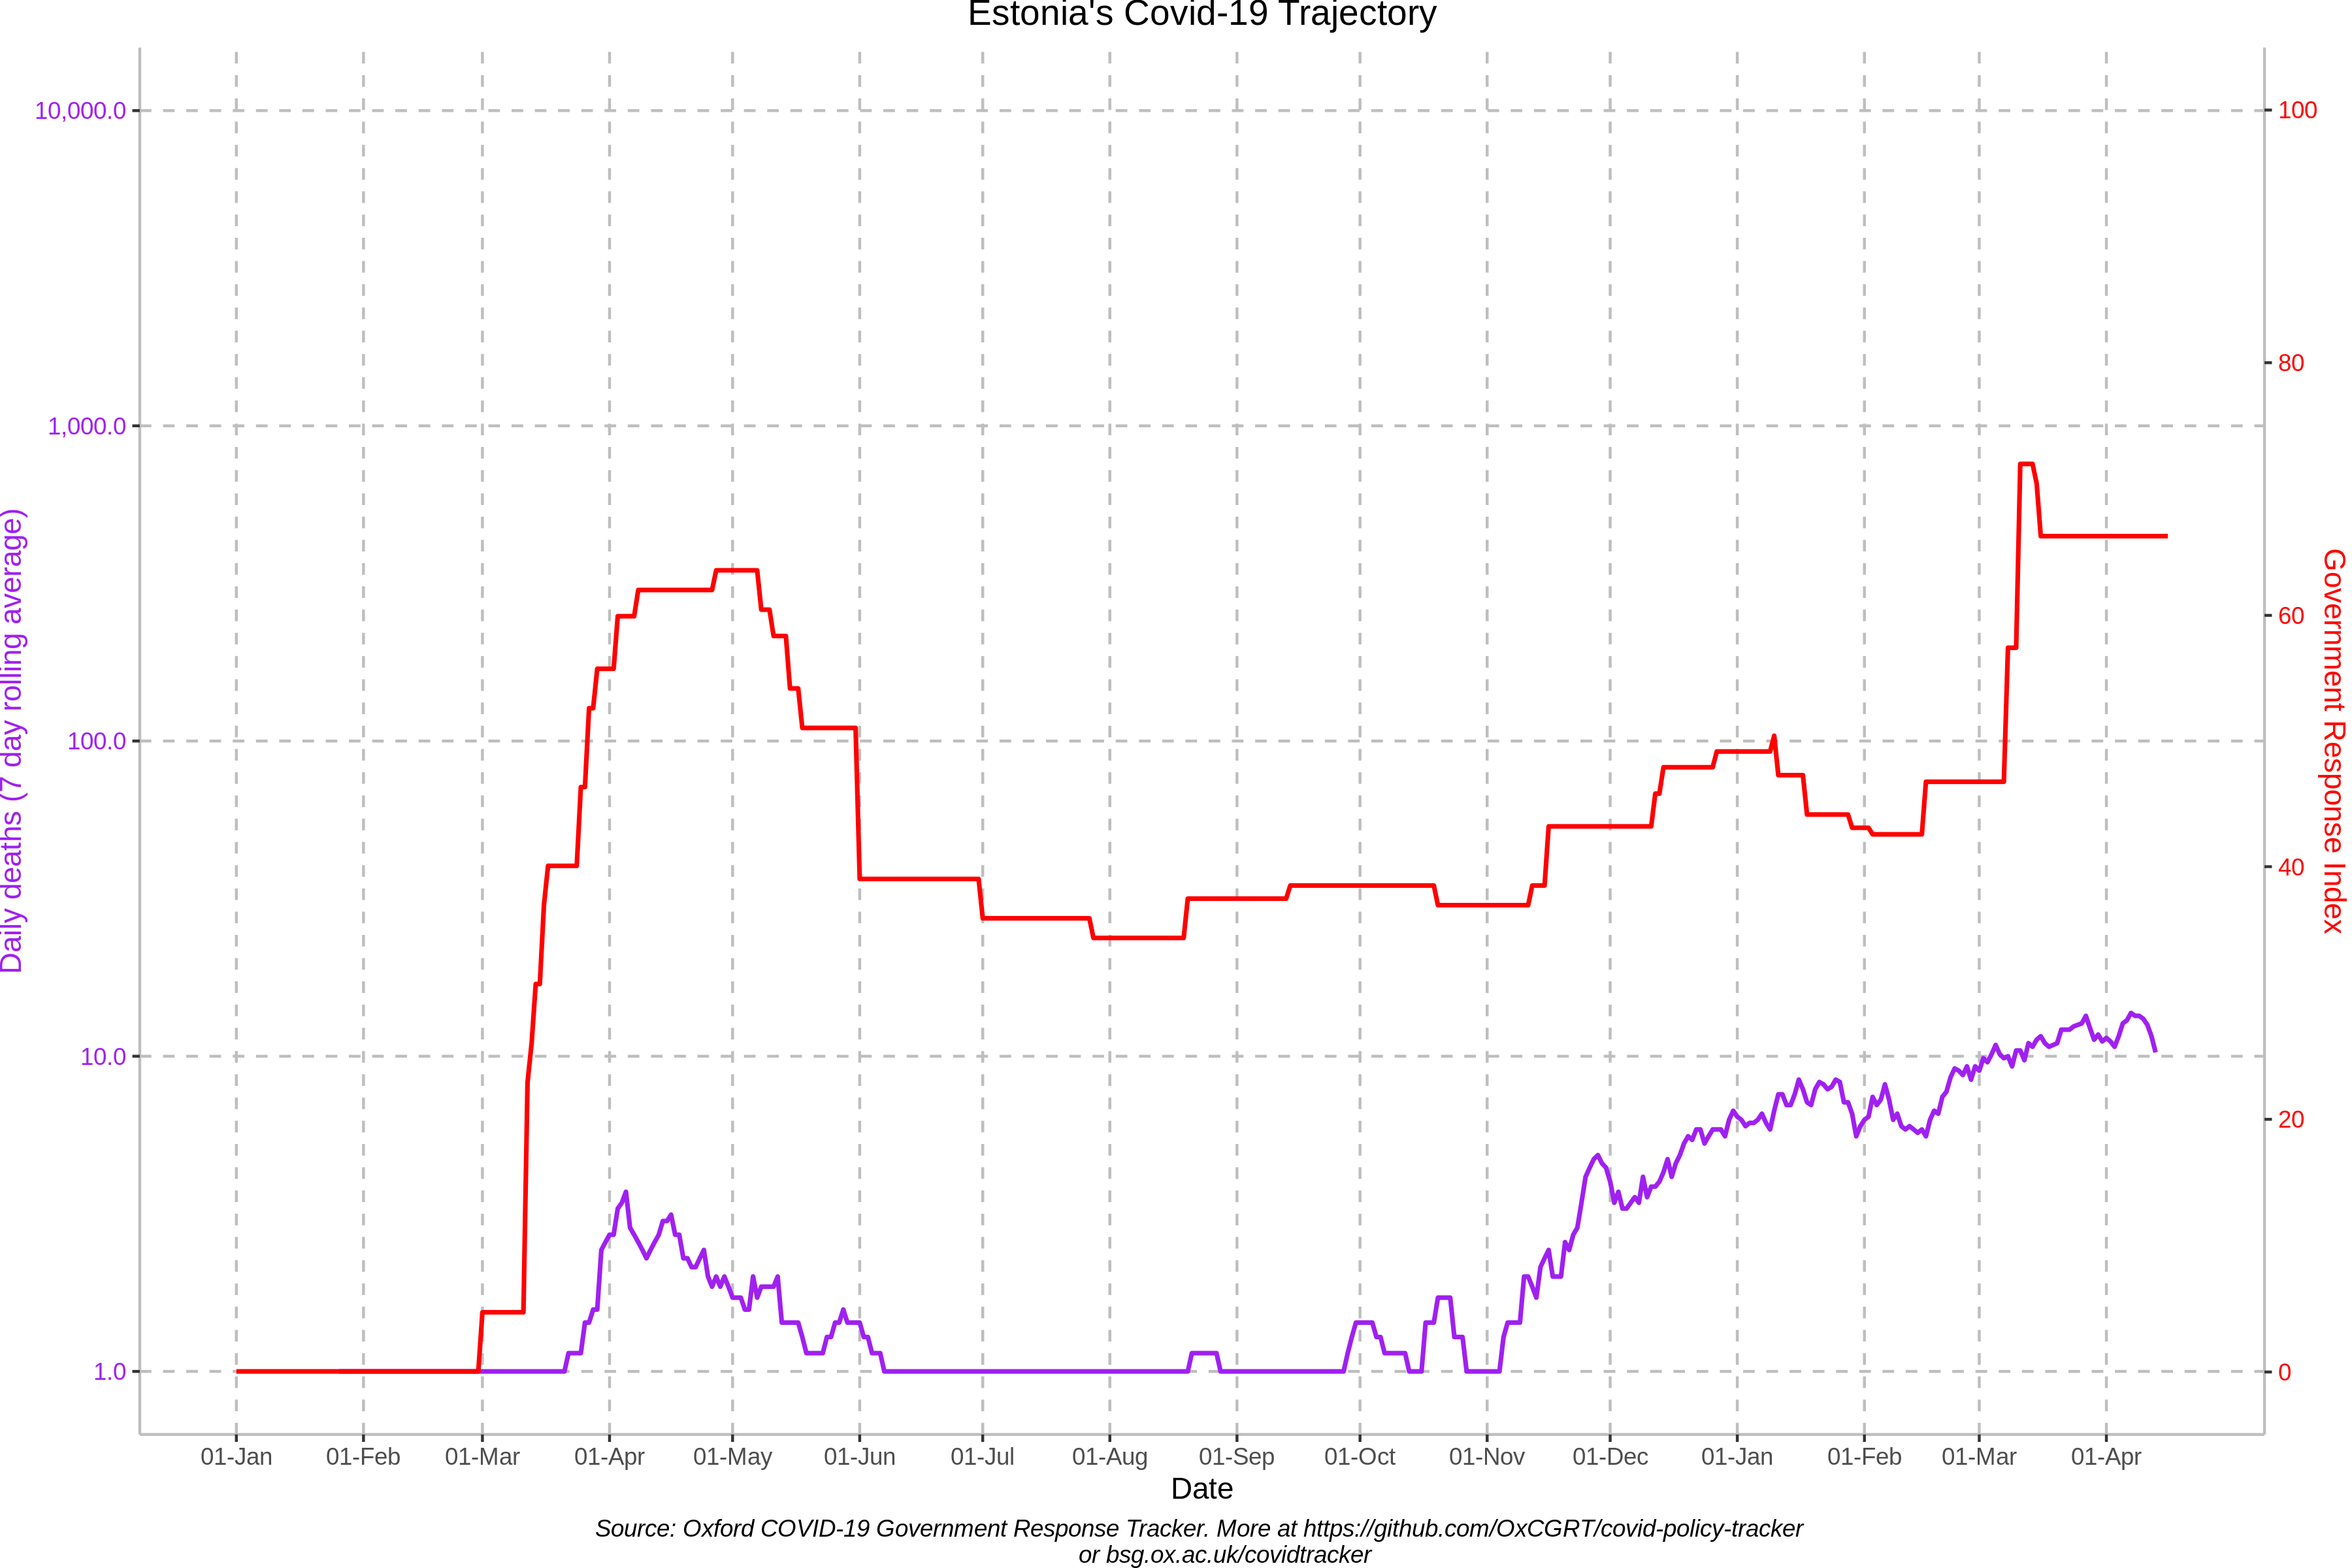 Estonia's Covid-19 Trajectory
10,000.0
1,000.0
100.0
10.0
1.0
Daily deaths (7 day rolling average)
100
80
60
40
20
0
Government Response Index
01-Jan
01-Feb
01-Mar
01-Apr
01-May
01-Jun
01-Jul
01-Aug
01-Sep
01-Oct
01-Nov
01-Dec
01-Jan
01-Feb
01-Mar
01-Apr
Date
Source: Oxford COVID-19 Government Response Tracker. More at https://github.com/OxCGRT/covid-policy-tracker
or bsg.ox.ac.uk/covidtracker